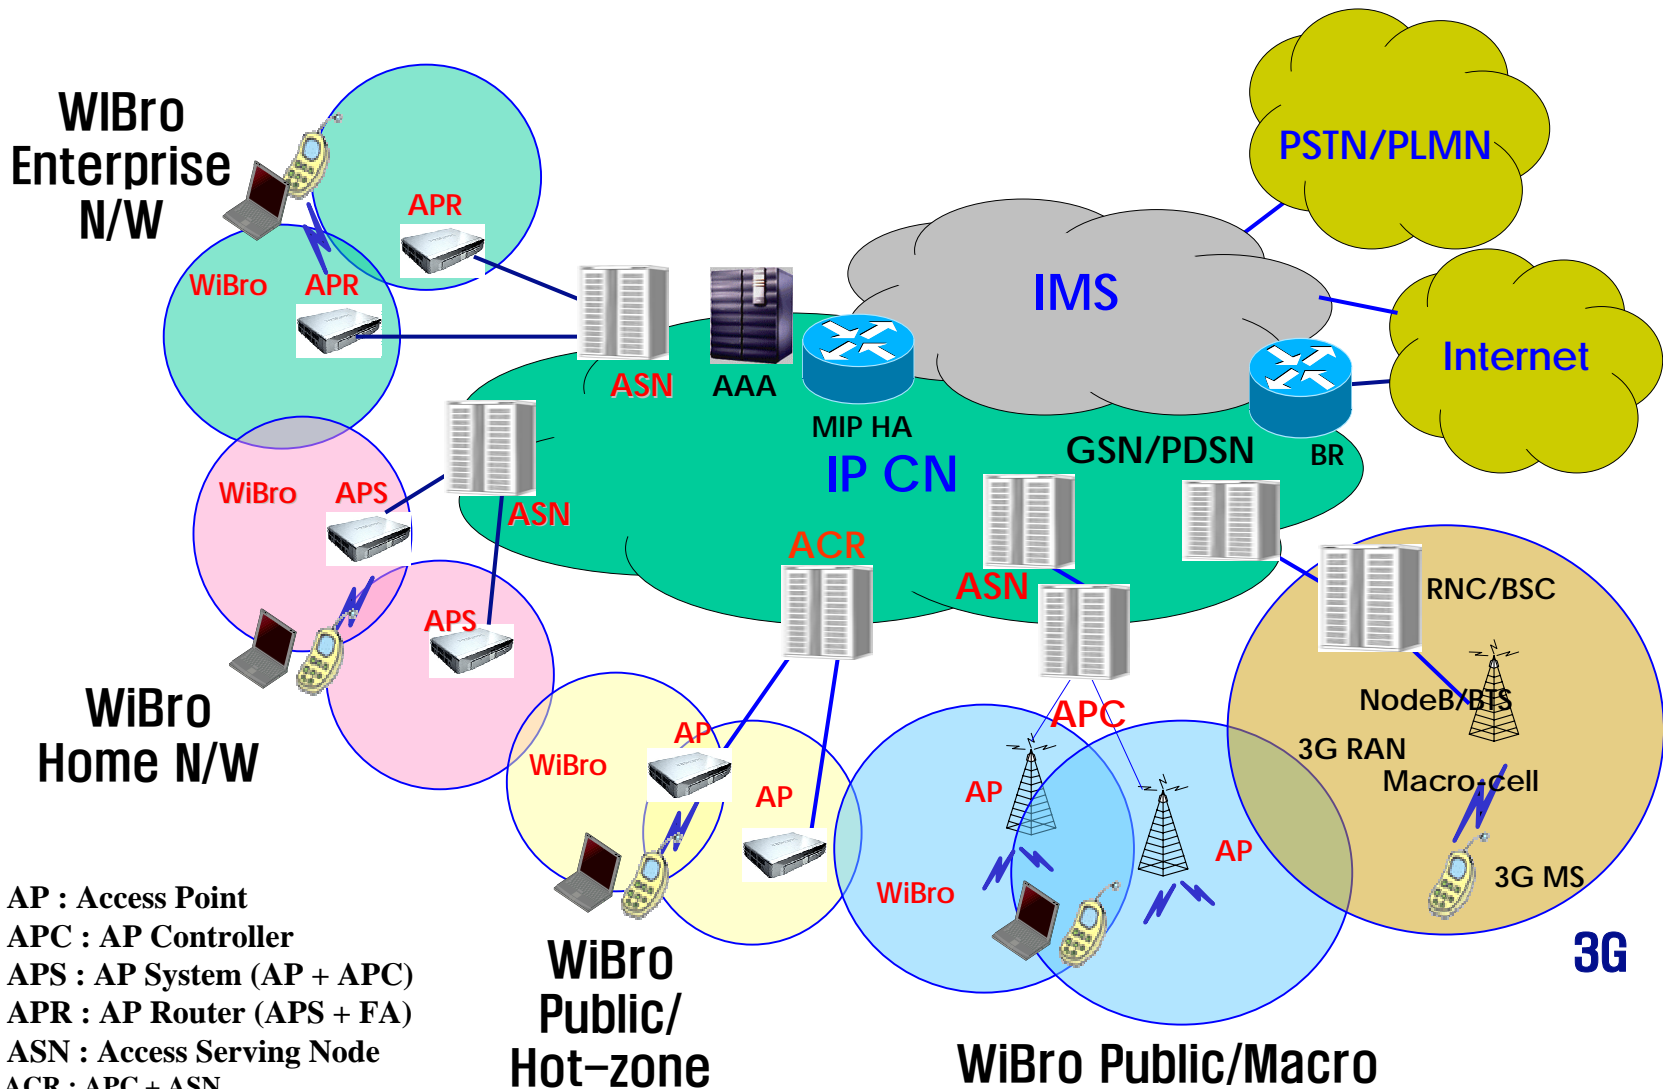 WIBro
Enterprise
N/W
APR
WiBro
APR
ASN
AAA
MIP HA
IMS
PSTN/PLMN
Internet
BR
GSN/PDSN
IP CN
WiBro
APS
ASN
APS
WiBro
Home N/W
ACR
ASN
APC
RNC/BSC
NodeB/BTS
3G RAN
Macro-cell
3G MS
3G
WiBro
AP
AP
WiBro
Public/
Hot-zone
AP
WiBro
AP
WiBro Public/Macro
AP : Access Point
APC : AP Controller
APS : AP System (AP + APC)
APR : AP Router (APS + FA)
ASN : Access Serving Node
ACR : APC + ASN